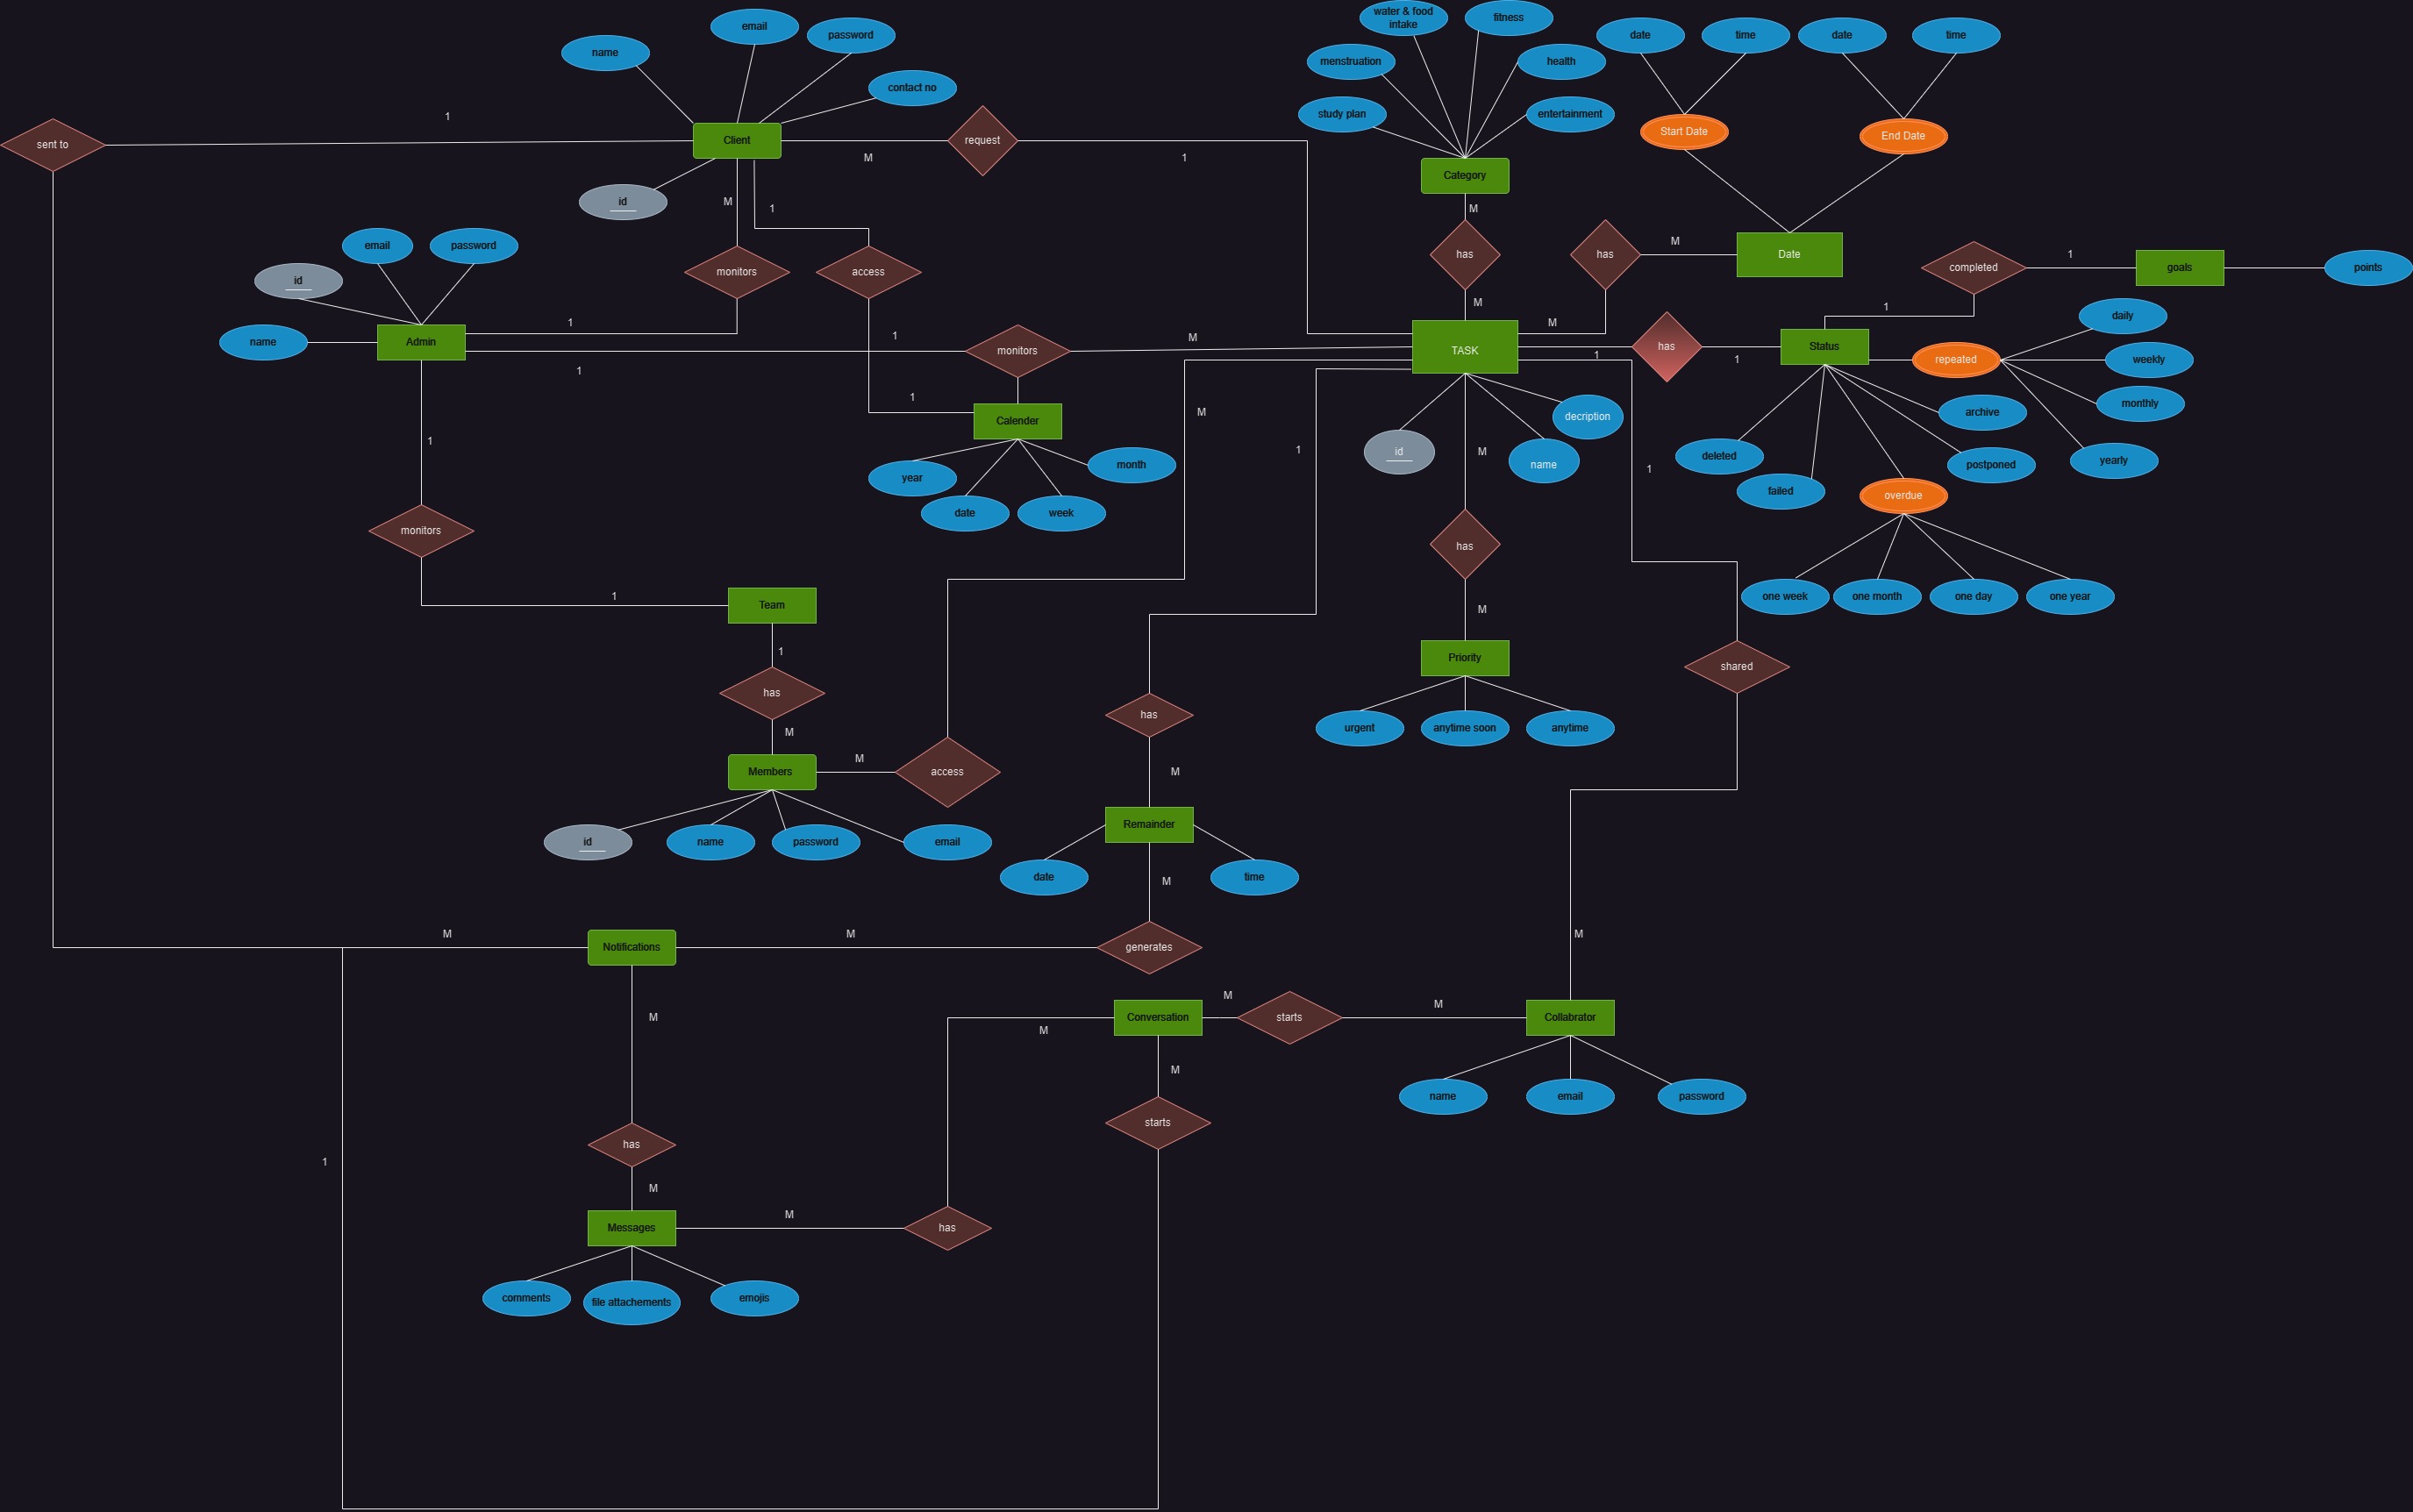 water & food
intake
fitness
email
password
name
date
time
date
time
menstruation
health
contact no
study plan
entertainment
1
Start Date
End Date
sent to
Client
request
M
1
Category
id
M
1
M
email
password
has
has
M
Date
monitors
access
completed
1
goals
points
id
M
1
daily
1
M
name
Admin
1
monitors
M
TASK
1
has
1
Status
repeated
weekly
1
1
M
decription
archive
monthly
Calender
1
1
id
M
name
1
deleted
postponed
yearly
year
month
failed
overdue
date
week
monitors
has
1
Team
M
one week
one month
one day
one year
1
Priority
shared
has
has
M
urgent
anytime soon
anytime
Members
M
access
M
id
name
password
email
Remainder
date
M
time
M
M
M
Notifications
generates
M
M
Conversation
M
starts
M
Collabrator
M
M
name
email
password
starts
has
1
M
Messages
M
has
comments
file attachements
emojis